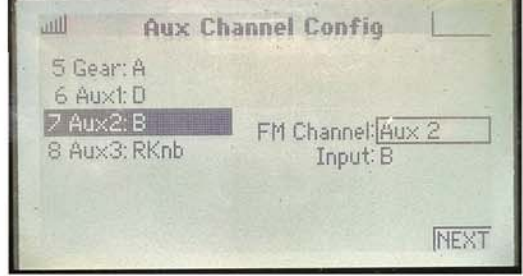 Aux Channel Config
5 Gear: A
6 Aux1: D
7 Aux2: B
8 Aux3: RKnb
FM Channel: Aux 2
Input: B
NEXT